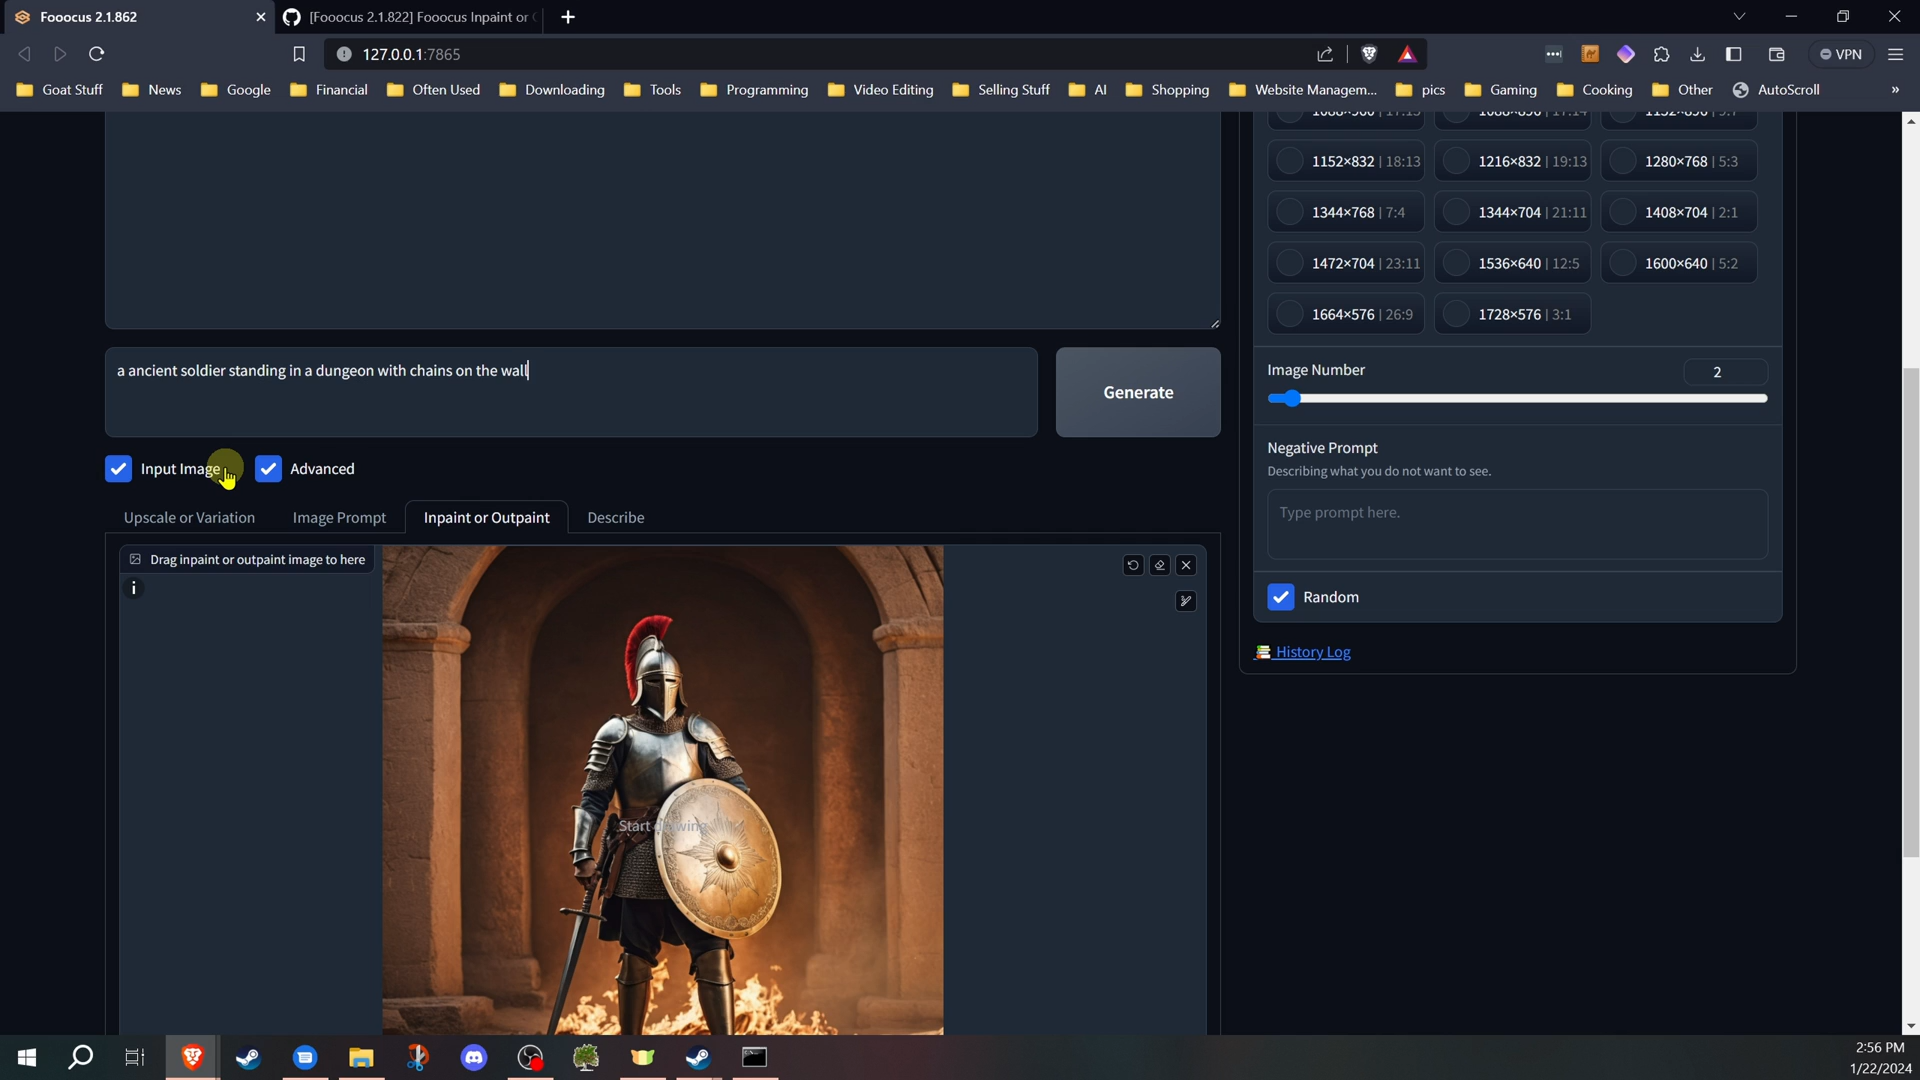 Fooocus 2.1.862
[Fooocus 2.1.822] Fooocus Inpaint or
127.0.0.1:7865
VPN
Goat Stuff
News
Google
Financial
Often Used
Downloading
Tools
Programming
Video Editing
Selling Stuff
AI
Shopping
Website Managem...
pics
Gaming
Cooking
Other
AutoScroll
»
1152×832 | 18:13
1216×832 | 19:13
1280×768 | 5:3
1344×768 | 7:4
1344×704 | 21:11
1408×704 | 2:1
1472×704 | 23:11
1536×640 | 12:5
1600×640 | 5:2
1664×576 | 26:9
1728×576 | 3:1
a ancient soldier standing in a dungeon with chains on the wall
Generate
Image Number
2
Input Image
Advanced
Negative Prompt
Describing what you do not want to see.
Type prompt here.
Upscale or Variation
Image Prompt
Inpaint or Outpaint
Describe
Drag inpaint or outpaint image to here
Random
History Log
Start drawing
2:56 PM
1/22/2024